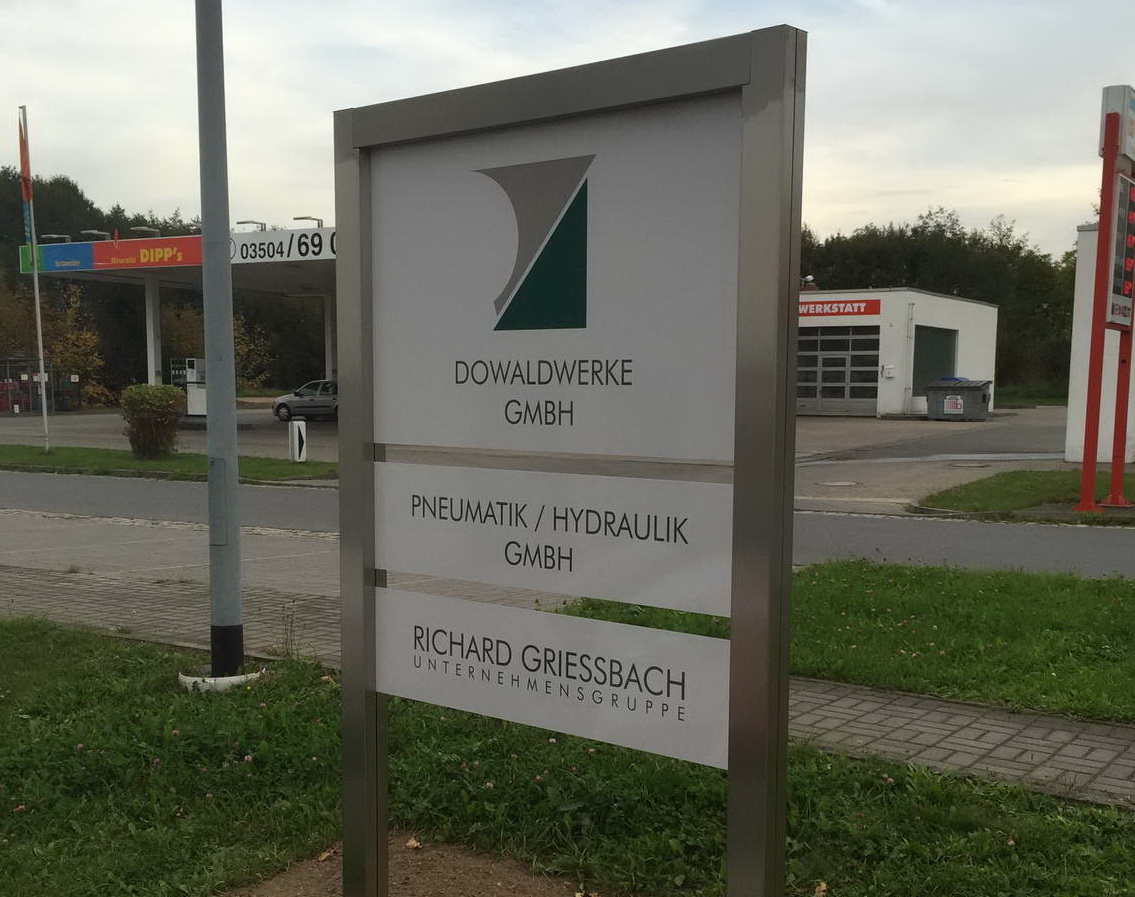 DIPP's
03504/69
WERKSTATT
DOWALDWERKE
GMBH
PNEUMATIK / HYDRAULIK
GMBH
RICHARD GRIESSBACH
UNTERNEHMENSGRUPPE